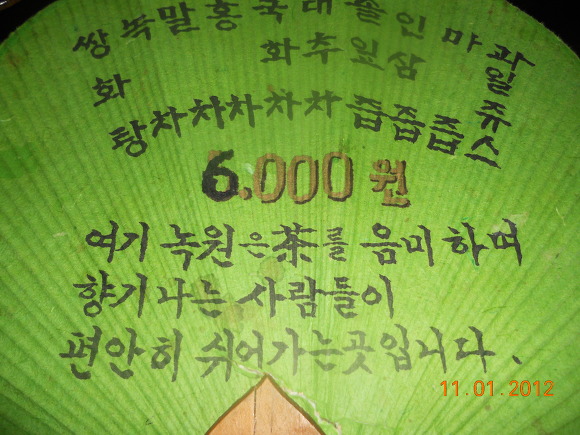 쌍화탕
녹차
말차
홍차
국화차
대추차
솔잎즙
인삼즙
마즙
과일쥬스
6.000원
여기 녹원은 茶를 음미하며
향기나는 사람들이
편안히 쉬어가는곳입니다.
11.01.2012